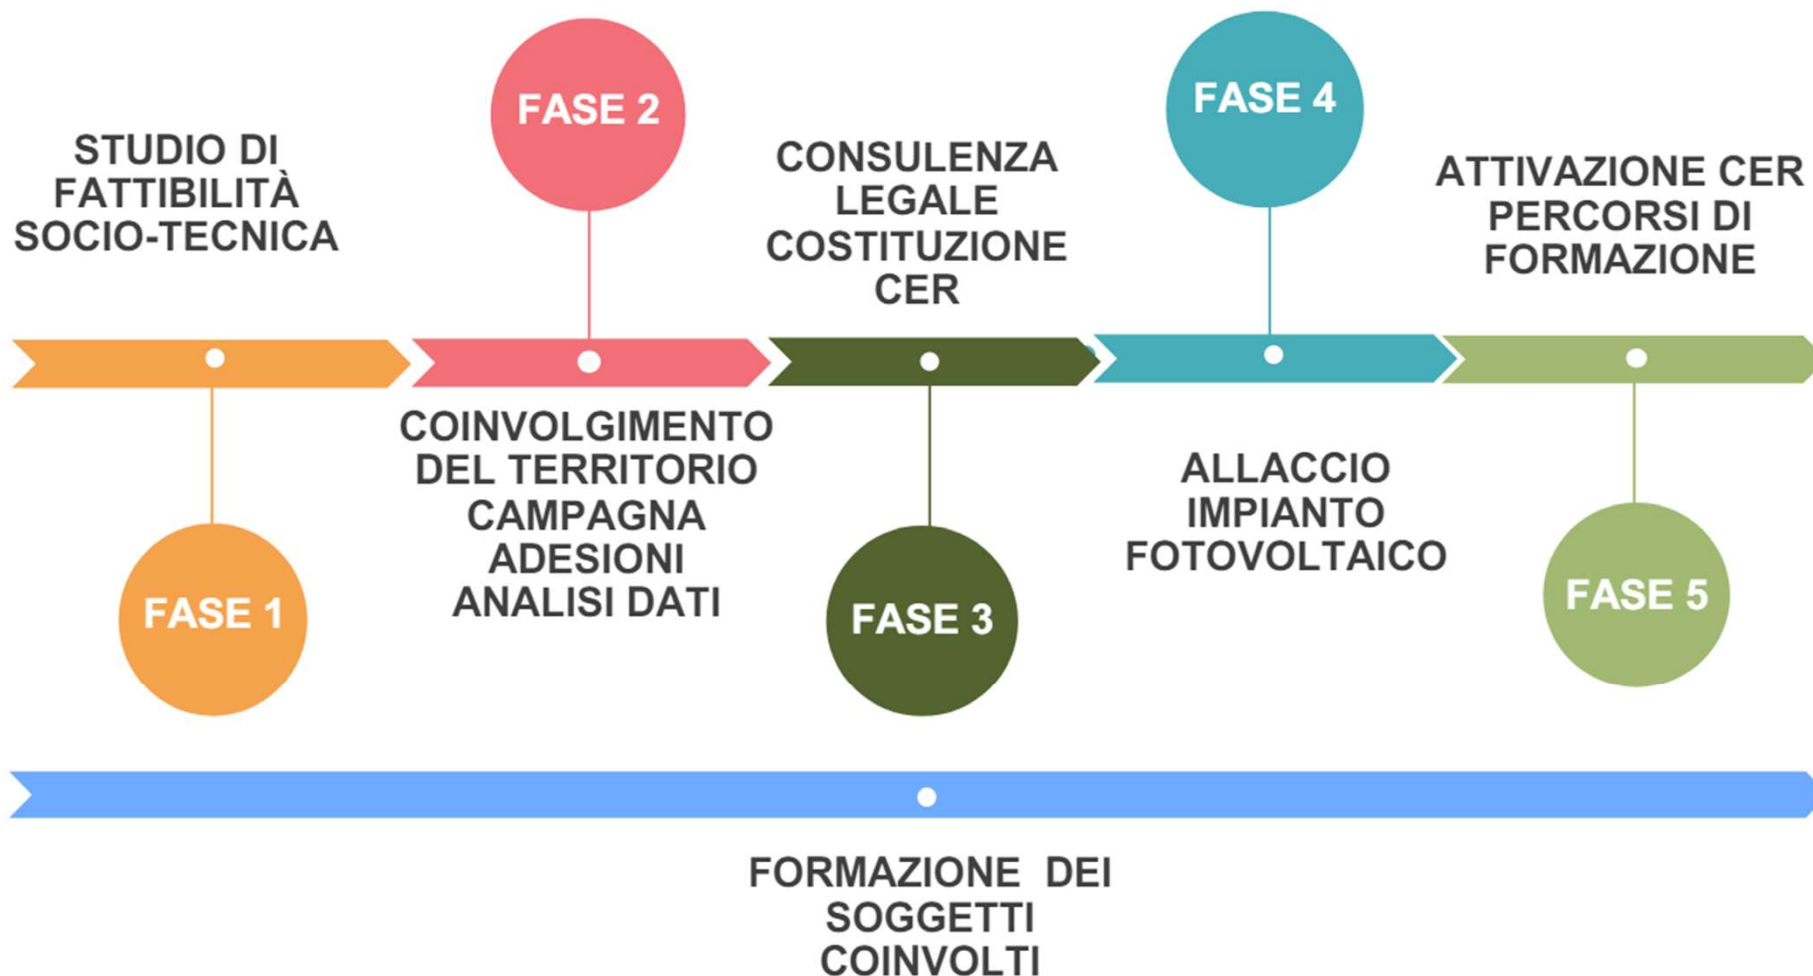 STUDIO DI
FATTIBILITÀ
SOCIO-TECNICA
FASE 1
FASE 2
COINVOLGIMENTO
DEL TERRITORIO
CAMPAGNA
ADESIONI
ANALISI DATI
CONSULENZA
LEGALE
COSTITUZIONE
CER
FASE 3
FASE 4
ALLACCIO
IMPIANTO
FOTOVOLTAICO
ATTIVAZIONE CER
PERCORSI DI
FORMAZIONE
FASE 5
FORMAZIONE DEI
SOGGETTI
COINVOLTI